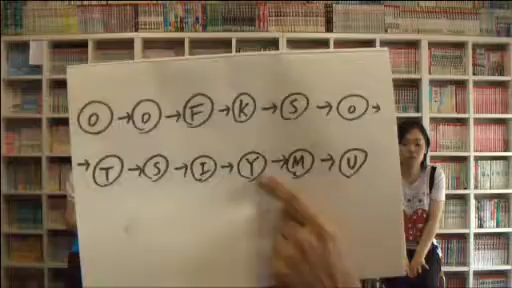 O → O → F → K → S → O →
→ T → S → I → Y → M → U